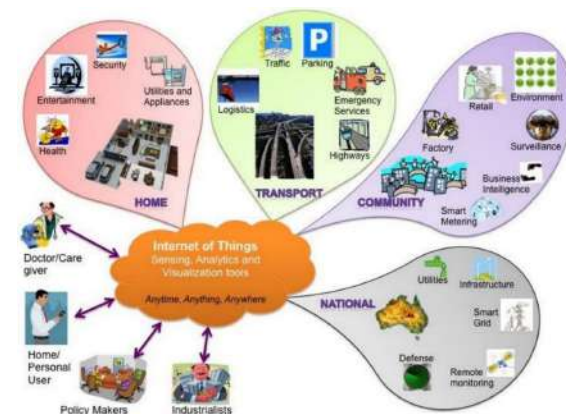 Security
Entertainment
Utilities and
Appliances
Health
HOME
Traffic
Parking
P
Logistics
Emergency
Services
Highways
TRANSPORT
Retail
Environment
Factory
Surveillance
Business
Intelligence
Smart
Metering
COMMUNITY
Internet of Things
Sensing, Analytics and
Visualization tools
Anytime, Anything, Anywhere
Doctor/Care
giver
Home/
Personal
User
Policy Makers
Industrialists
NATIONAL
Utilities
Infrastructure
Smart
Grid
Defense
Remote
monitoring